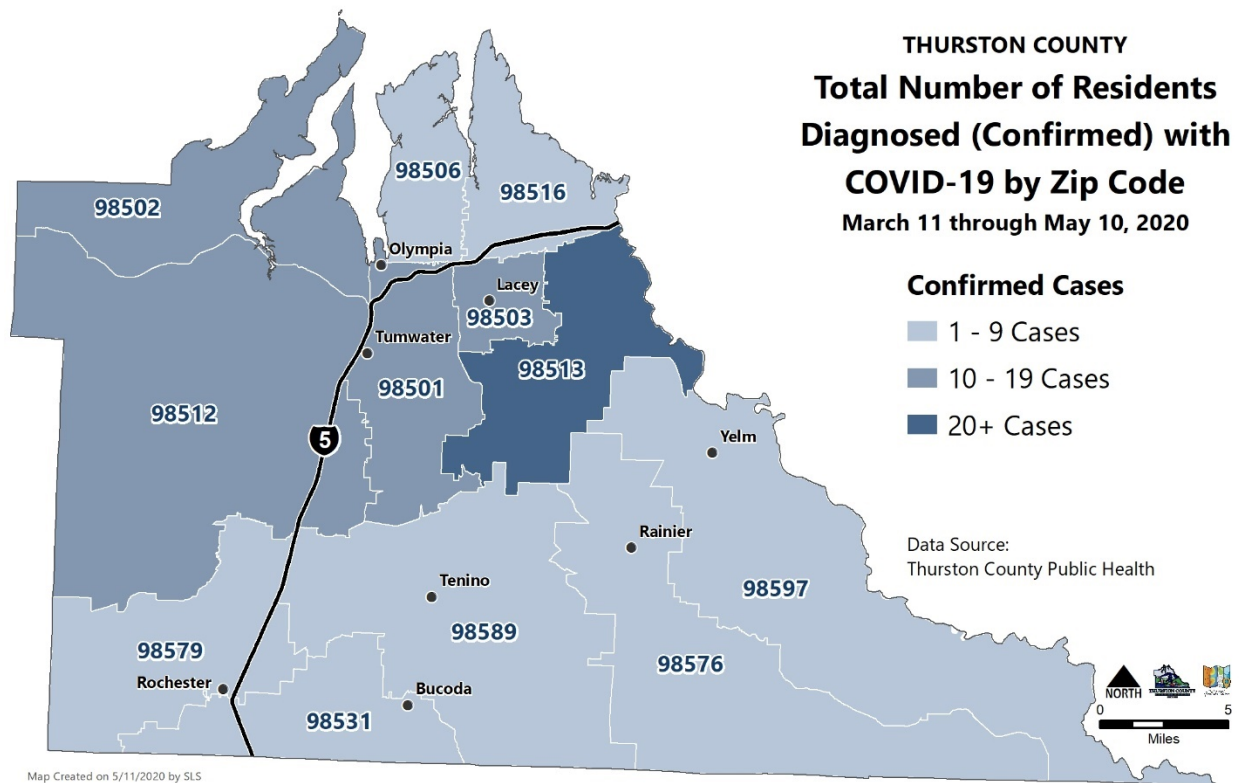 THURSTON COUNTY
Total Number of Residents
Diagnosed (Confirmed) with
COVID-19 by Zip Code
March 11 through May 10, 2020
Confirmed Cases
1 - 9 Cases
10 - 19 Cases
20+ Cases
98506
98516
98502
Olympia
Lacey
98503
Tumwater
98513
98501
98512
5
Yelm
Rainier
Data Source:
Thurston County Public Health
Tenino
98597
98589
98579
98576
Rochester
Bucoda
98531
NORTH
THURSTON COUNTY
0 5
Miles
Map Created on 5/11/2020 by SLS